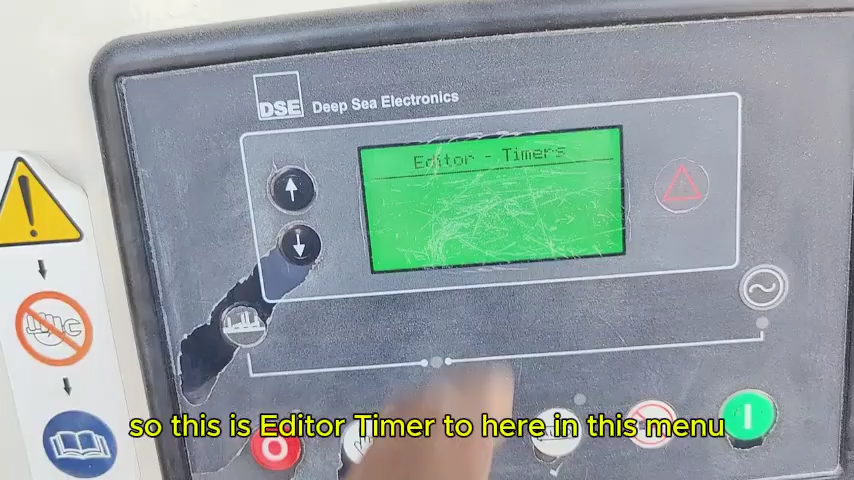 DSE Deep Sea Electronics
Editor - Timers
so this is Editor Timer to here in this menu